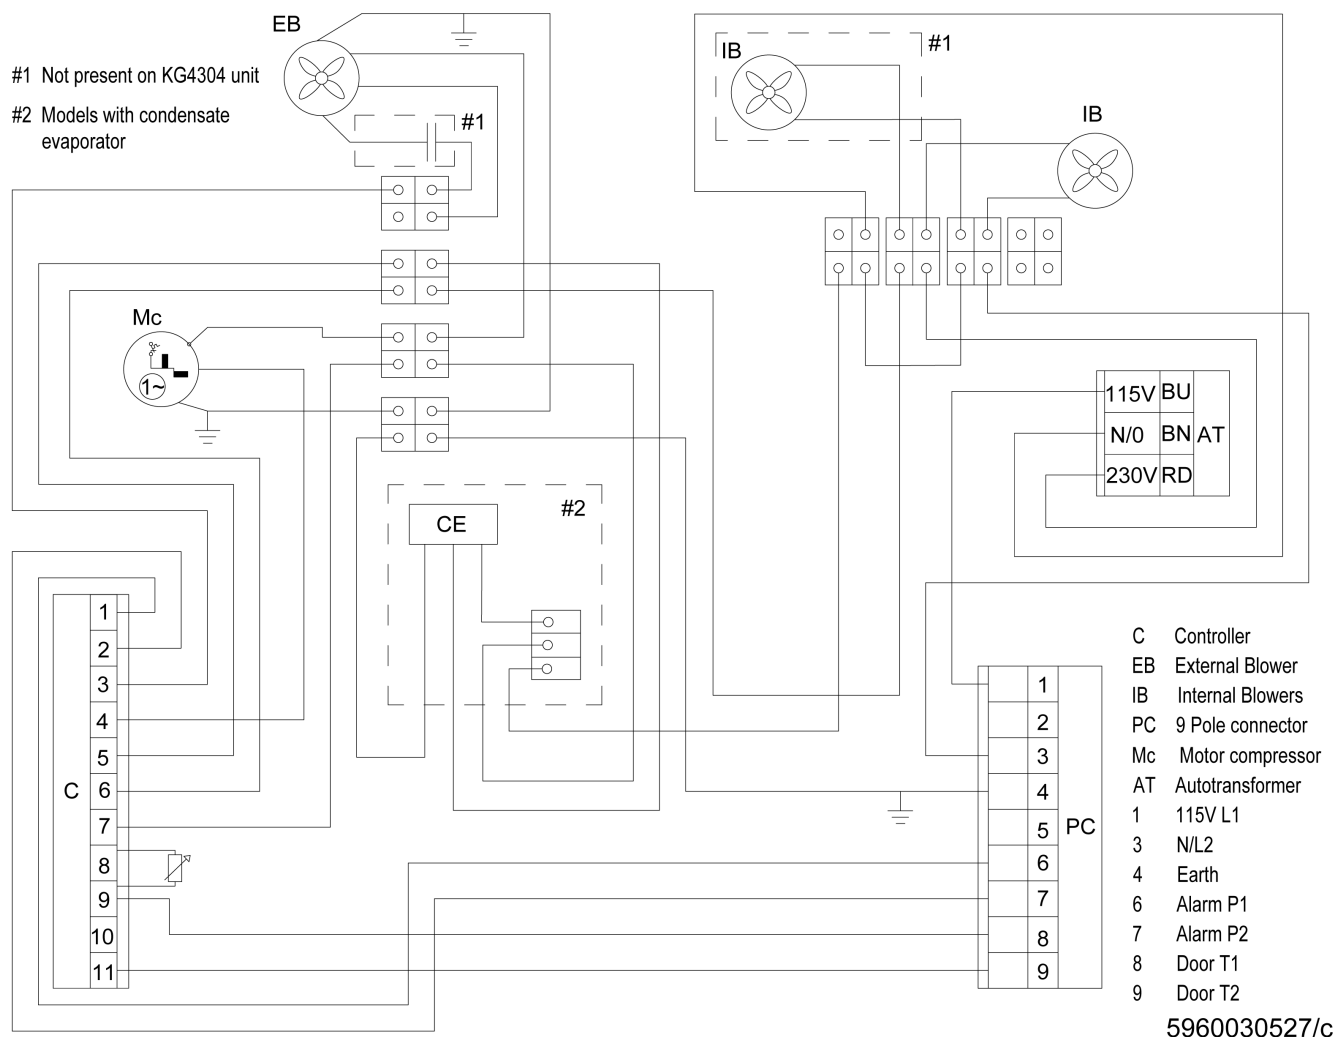 EB
#1 Not present on KG4304 unit
#2 Models with condensate
evaporator
#1
IB
#1
IB
Mc
1~
115V BU
N/0 BN AT
230V RD
#2
CE
1
2
3
4
5
6
7
8
9
10
11
C
1
2
3
4
5
6
7
8
9
PC
C Controller
EB External Blower
IB Internal Blowers
PC 9 Pole connector
Mc Motor compressor
AT Autotransformer
1 115V L1
3 N/L2
4 Earth
6 Alarm P1
7 Alarm P2
8 Door T1
9 Door T2
5960030527/c